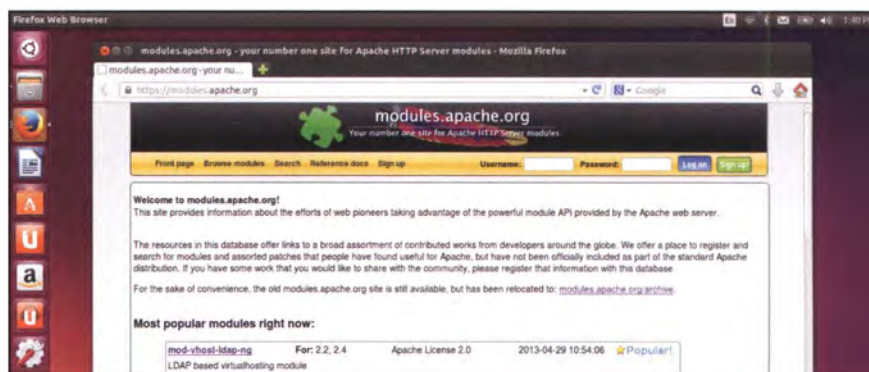 Firefox Web Browser
En
1:40 P
modules.apache.org - your number one site for Apache HTTP Server modules - Mozilla Firefox
modules.apache.org - your nu...
https://modules.apache.org
Google
modules.apache.org
Your number one site for Apache HTTP Server modules
Front page Browse modules Search Reference docs Sign up Username: Password: Log on Sign up!
Welcome to modules.apache.org!
This site provides information about the efforts of web pioneers taking advantage of the powerful module API provided by the Apache web server.
The resources in this database offer links to a broad assortment of contributed works from developers around the globe. We offer a place to register and
search for modules and assorted patches that people have found useful for Apache, but have not been officially included as part of the standard Apache
distribution. If you have some work that you would like to share with the community, please register that information with this database
For the sake of convenience, the old modules.apache.org site is still available, but has been relocated to: modules.apache.org/archive.
Most popular modules right now:
mod-vhost-ldap-ng For: 2.2, 2.4 Apache License 2.0 2013-04-29 10:54:06 Popular!
LDAP based virtualhosting module